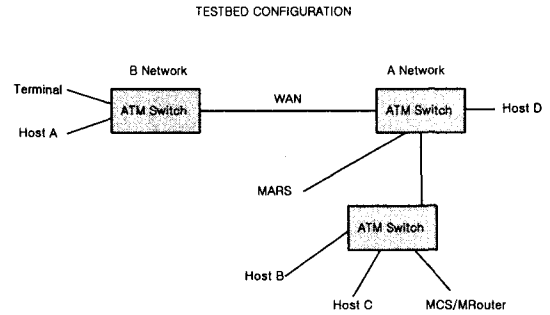 TESTBED CONFIGURATION
B Network
A Network
Terminal
ATM Switch
WAN
ATM Switch
Host D
Host A
MARS
ATM Switch
Host B
Host C
MCS/MRouter